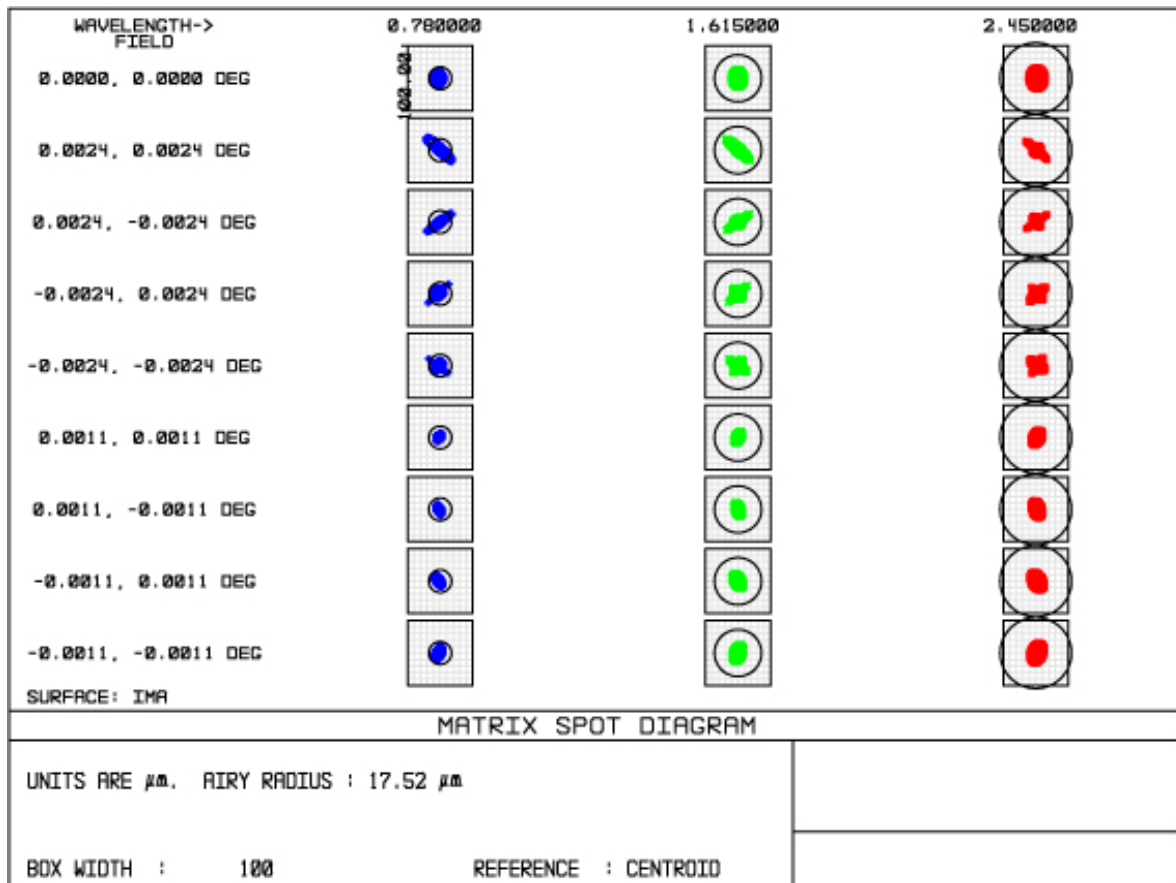 WAVELENGTH-> 0.780000 1.615000 2.450000
FIELD
100.00
0.0000, 0.0000 DEG
0.0024, 0.0024 DEG
0.0024, -0.0024 DEG
-0.0024, 0.0024 DEG
-0.0024, -0.0024 DEG
0.0011, 0.0011 DEG
0.0011, -0.0011 DEG
-0.0011, 0.0011 DEG
-0.0011, -0.0011 DEG
SURFACE: IMA
MATRIX SPOT DIAGRAM
UNITS ARE µm. AIRY RADIUS : 17.52 µm
BOX WIDTH : 100 REFERENCE : CENTROID